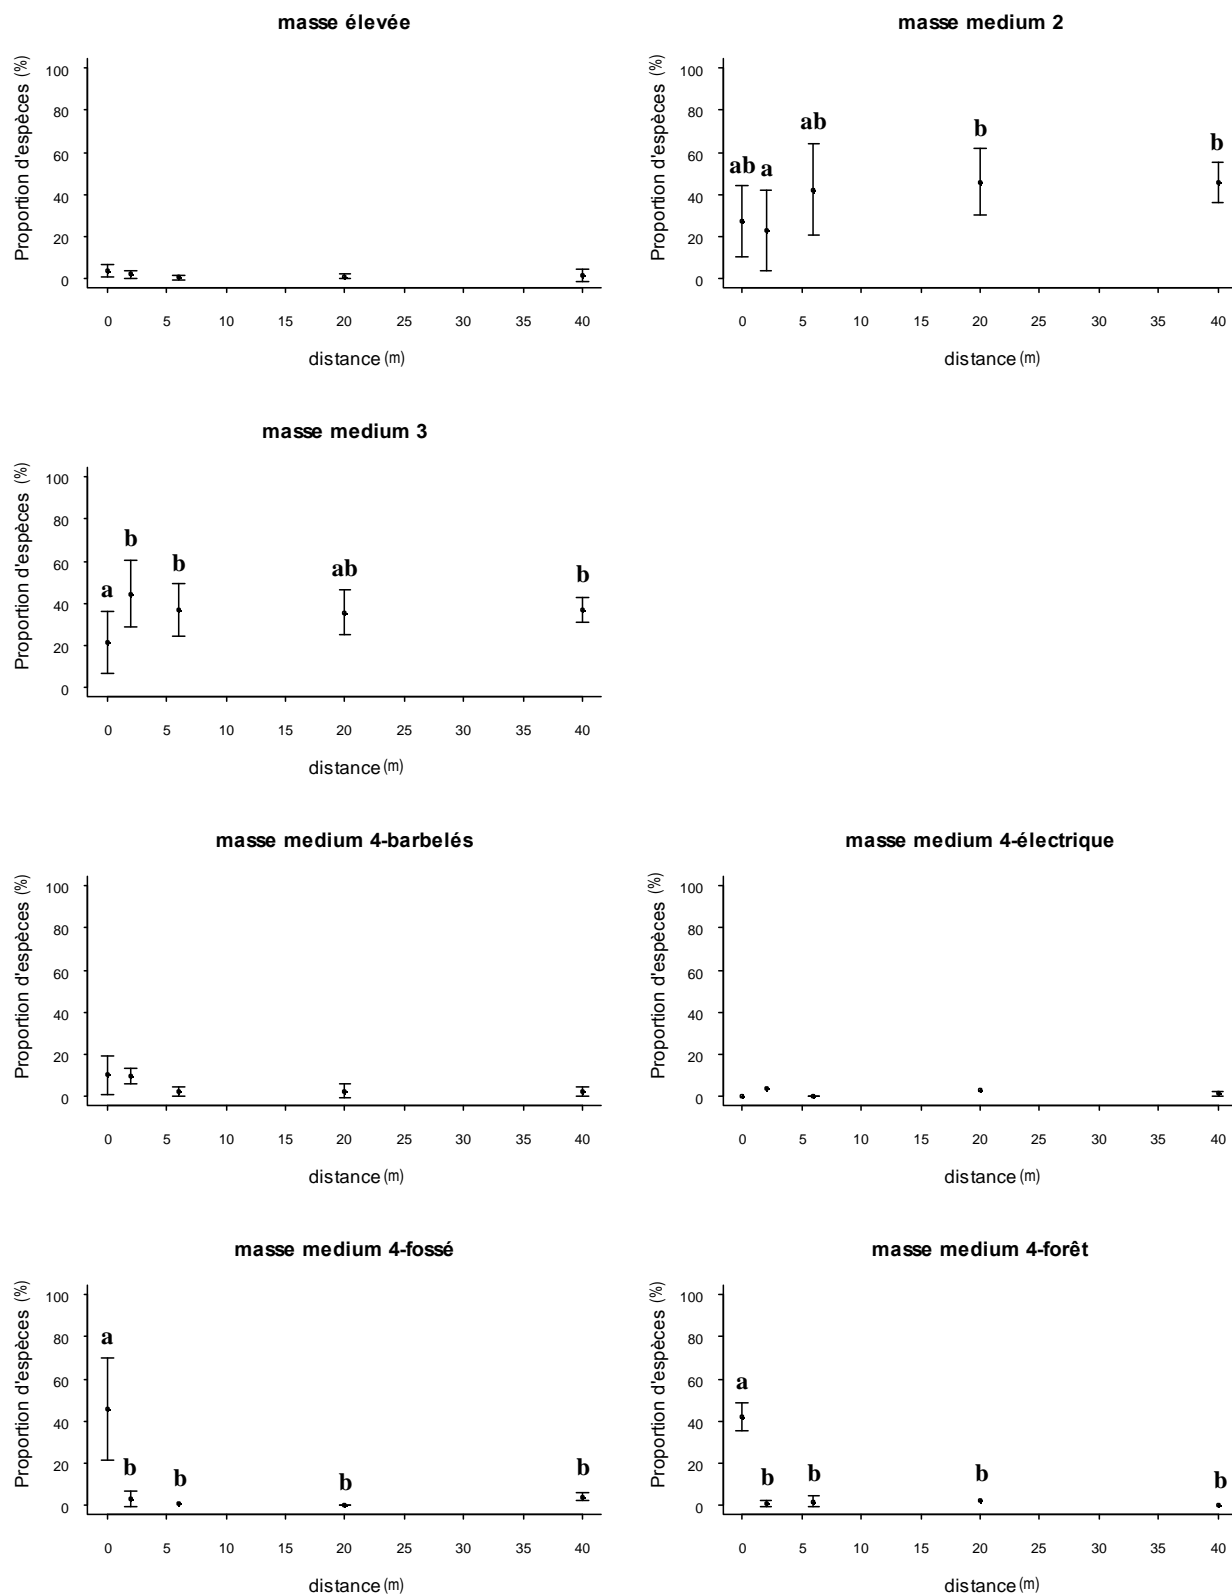 masse élevée
Proportion d'espèces (%)
100
80
60
40
20
0
0 5 10 15 20 25 30 35 40
distance (m)
masse medium 2
Proportion d'espèces (%)
100
80
60
40
20
0
ab a ab b b
0 5 10 15 20 25 30 35 40
distance (m)
masse medium 3
Proportion d'espèces (%)
100
80
60
40
20
0
a b b ab b
0 5 10 15 20 25 30 35 40
distance (m)
masse medium 4-barbelés
Proportion d'espèces (%)
100
80
60
40
20
0
0 5 10 15 20 25 30 35 40
distance (m)
masse medium 4-électrique
Proportion d'espèces (%)
100
80
60
40
20
0
0 5 10 15 20 25 30 35 40
distance (m)
masse medium 4-fossé
Proportion d'espèces (%)
100
80
60
40
20
0
a b b b b
0 5 10 15 20 25 30 35 40
distance (m)
masse medium 4-forêt
Proportion d'espèces (%)
100
80
60
40
20
0
a b b b b
0 5 10 15 20 25 30 35 40
distance (m)